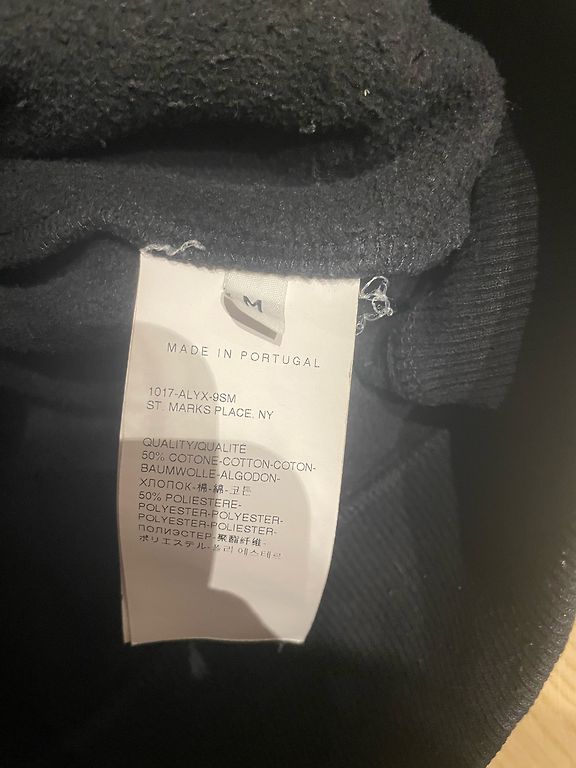 M
MADE IN PORTUGAL
1017-ALYX-9SM
ST. MARKS PLACE, NY
QUALITY/QUALITÉ
50% COTONE-COTTON-COTON-
BAUMWOLLE-ALGODON-
ХЛОПОК-棉-綿-코튼
50% POLIESTERE-
POLYESTER-POLYESTER-
POLYESTER-POLIESTER-
ПОЛИЭСТЕР-聚酯纤维-
ポリエステル-폴리 에스테르